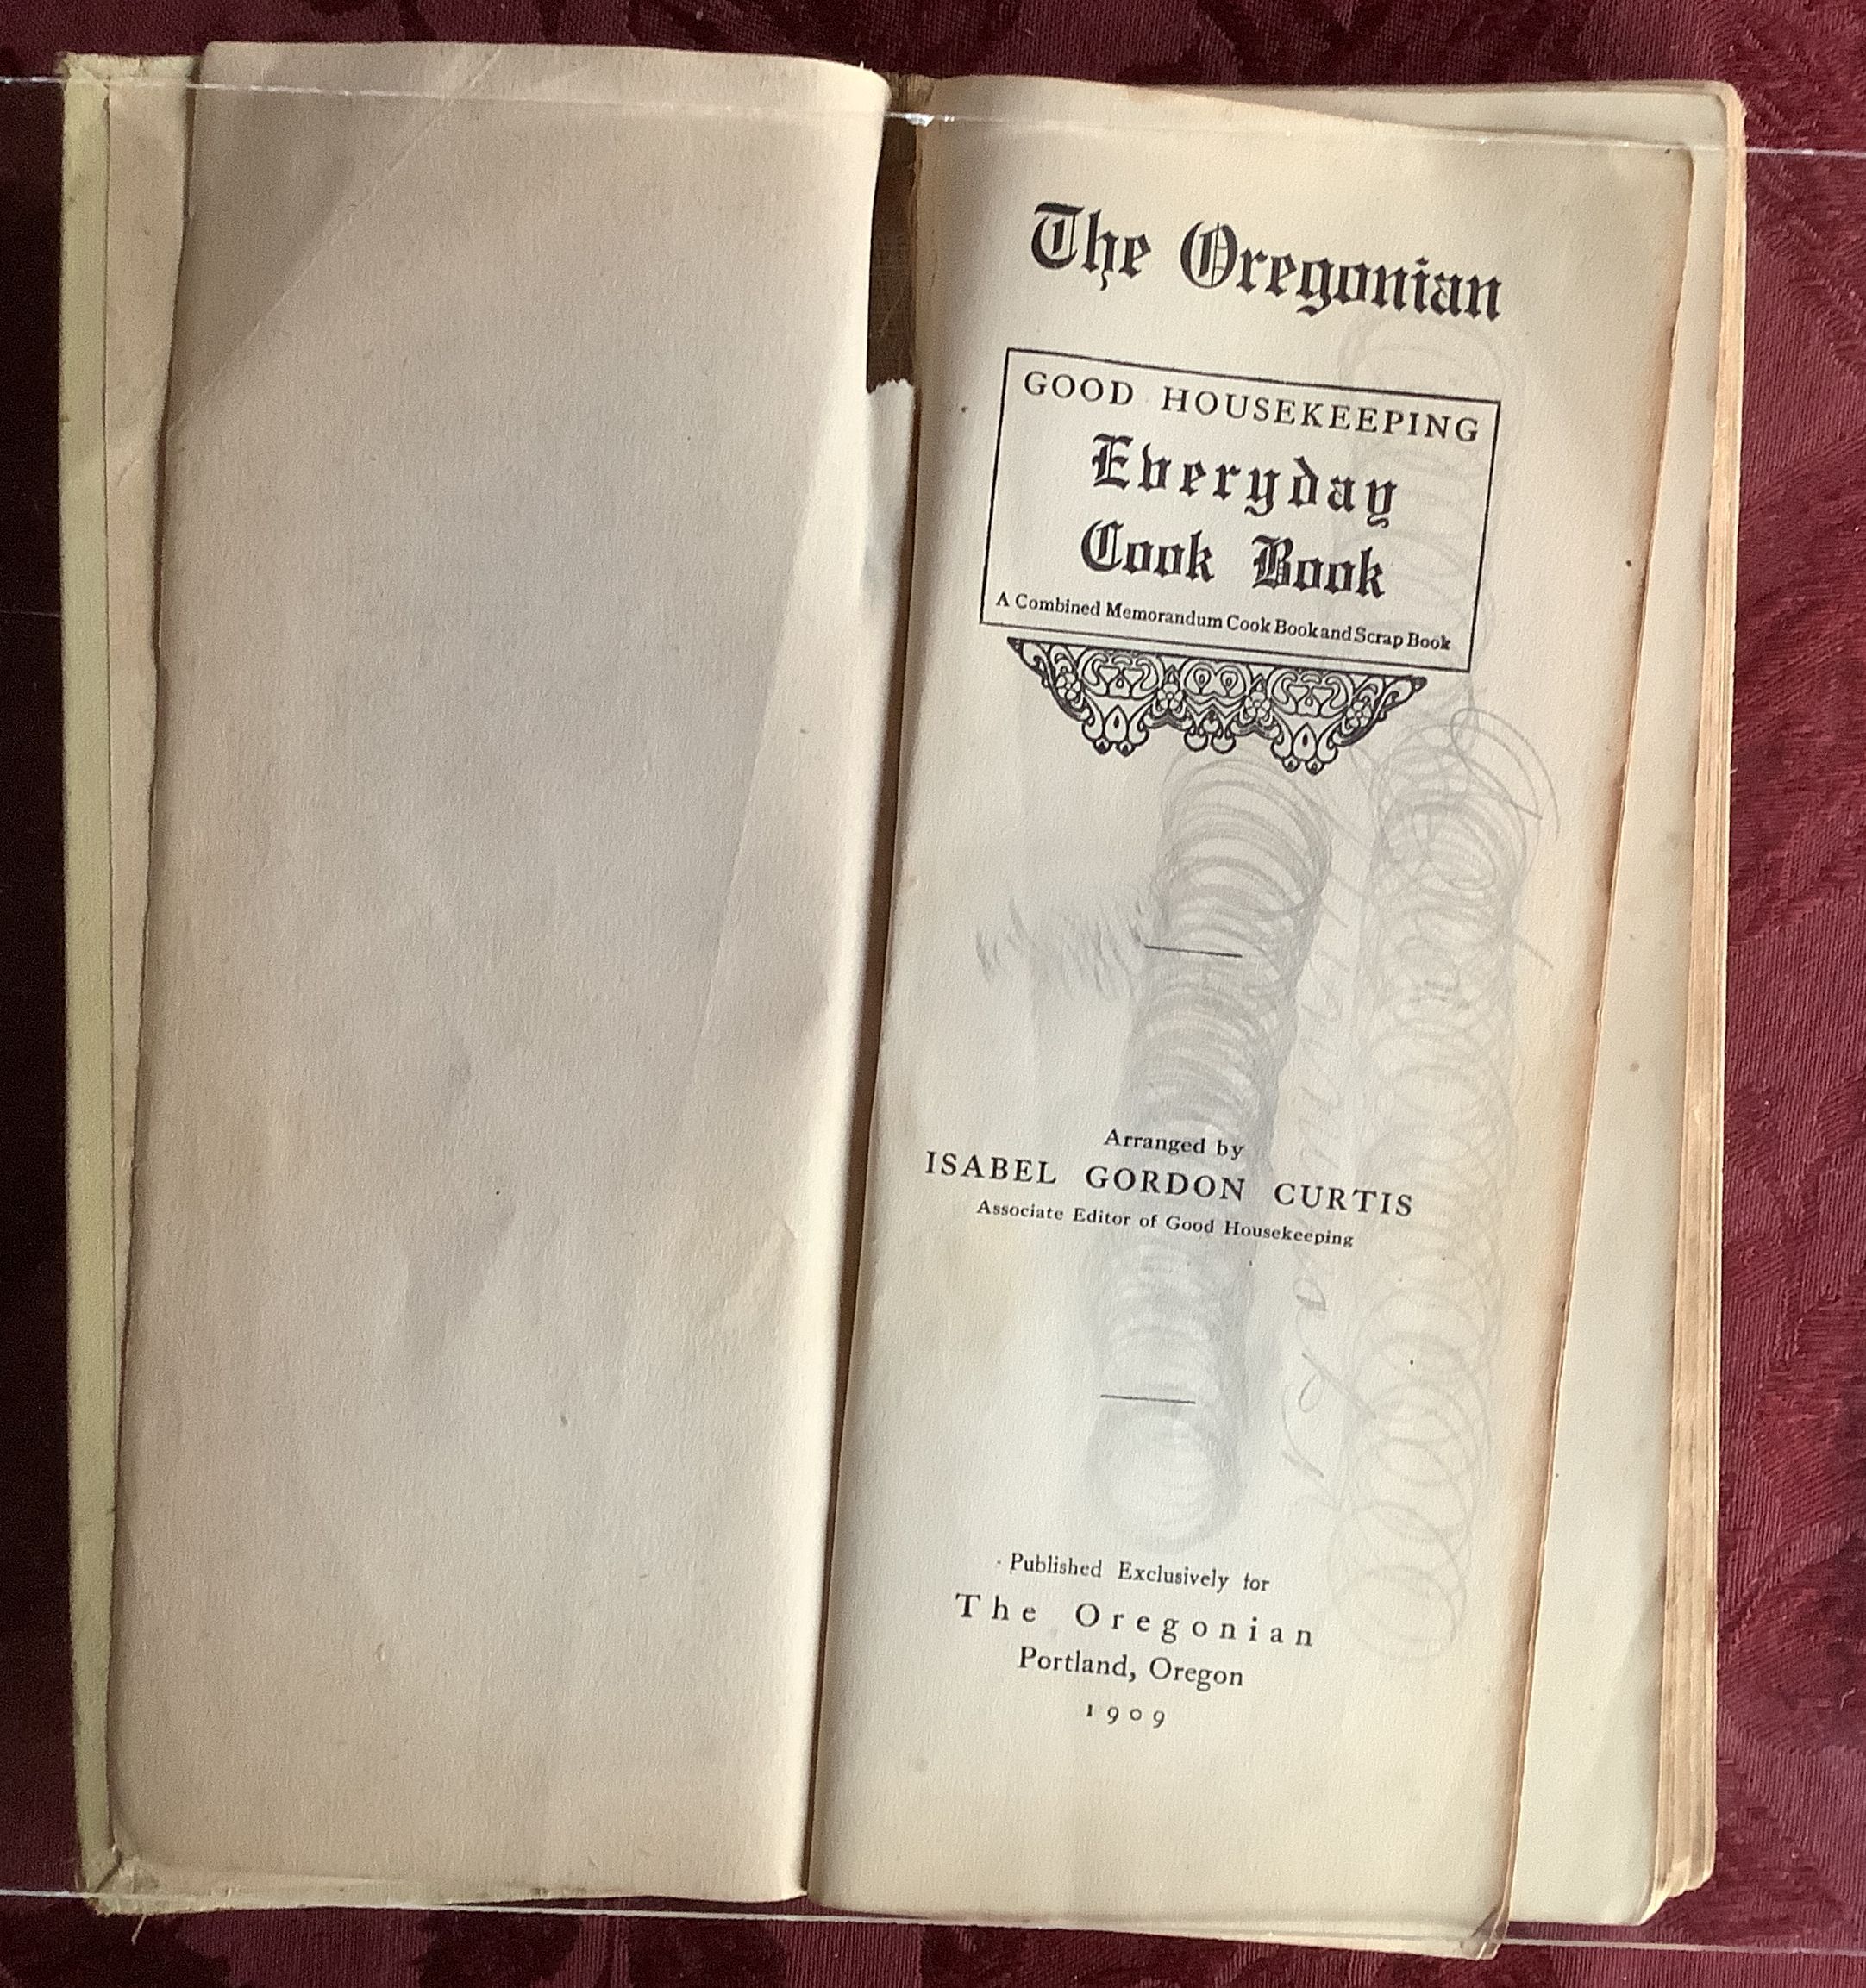 The Oregonian
GOOD HOUSEKEEPING
Everyday
Cook Book
A Combined Memorandum Cook Book and Scrap Book
Arranged by
ISABEL GORDON CURTIS
Associate Editor of Good Housekeeping
Published Exclusively for
The Oregonian
Portland, Oregon
1909